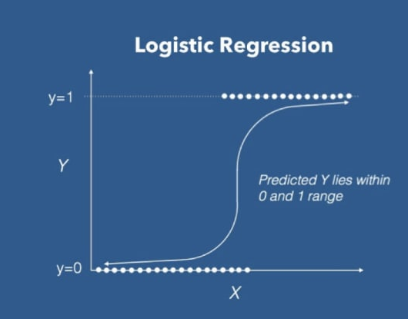 Logistic Regression
y=1
Y
Predicted Y lies within
0 and 1 range
y=0
X